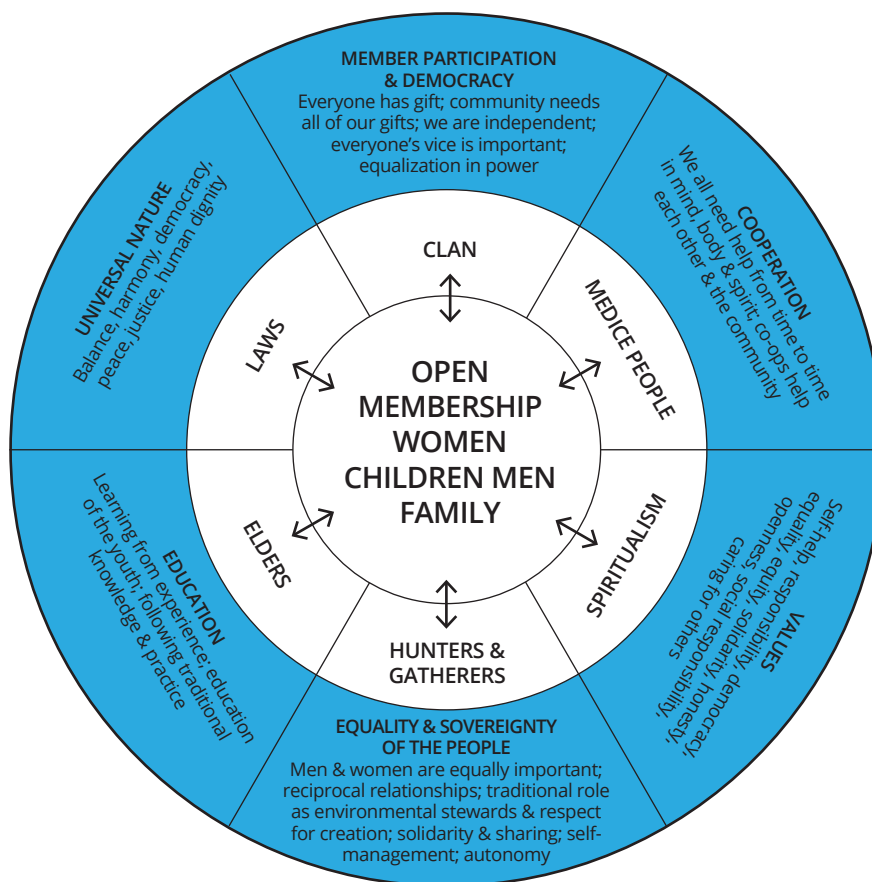 MEMBER PARTICIPATION
& DEMOCRACY
Everyone has gift; community needs
all of our gifts; we are independent;
everyone's vice is important;
equalization in power
COOPERATION
We all need help from time to time
in mind, body & spirit; co-ops help
each other & the community
VALUES
Self-help, responsibility, democracy,
equality, equity, solidarity, honesty,
openness, social responsibility,
caring for others
EQUALITY & SOVEREIGNTY
OF THE PEOPLE
Men & women are equally important;
reciprocal relationships; traditional role
as environmental stewards & respect
for creation; solidarity & sharing; self-
management; autonomy
EDUCATION
Learning from experience; education
of the youth; following traditional
knowledge & practice
UNIVERSAL NATURE
Balance, harmony, democracy,
peace, justice, human dignity
CLAN
MEDICE PEOPLE
SPIRITUALISM
HUNTERS &
GATHERERS
ELDERS
LAWS
OPEN
MEMBERSHIP
WOMEN
CHILDREN MEN
FAMILY